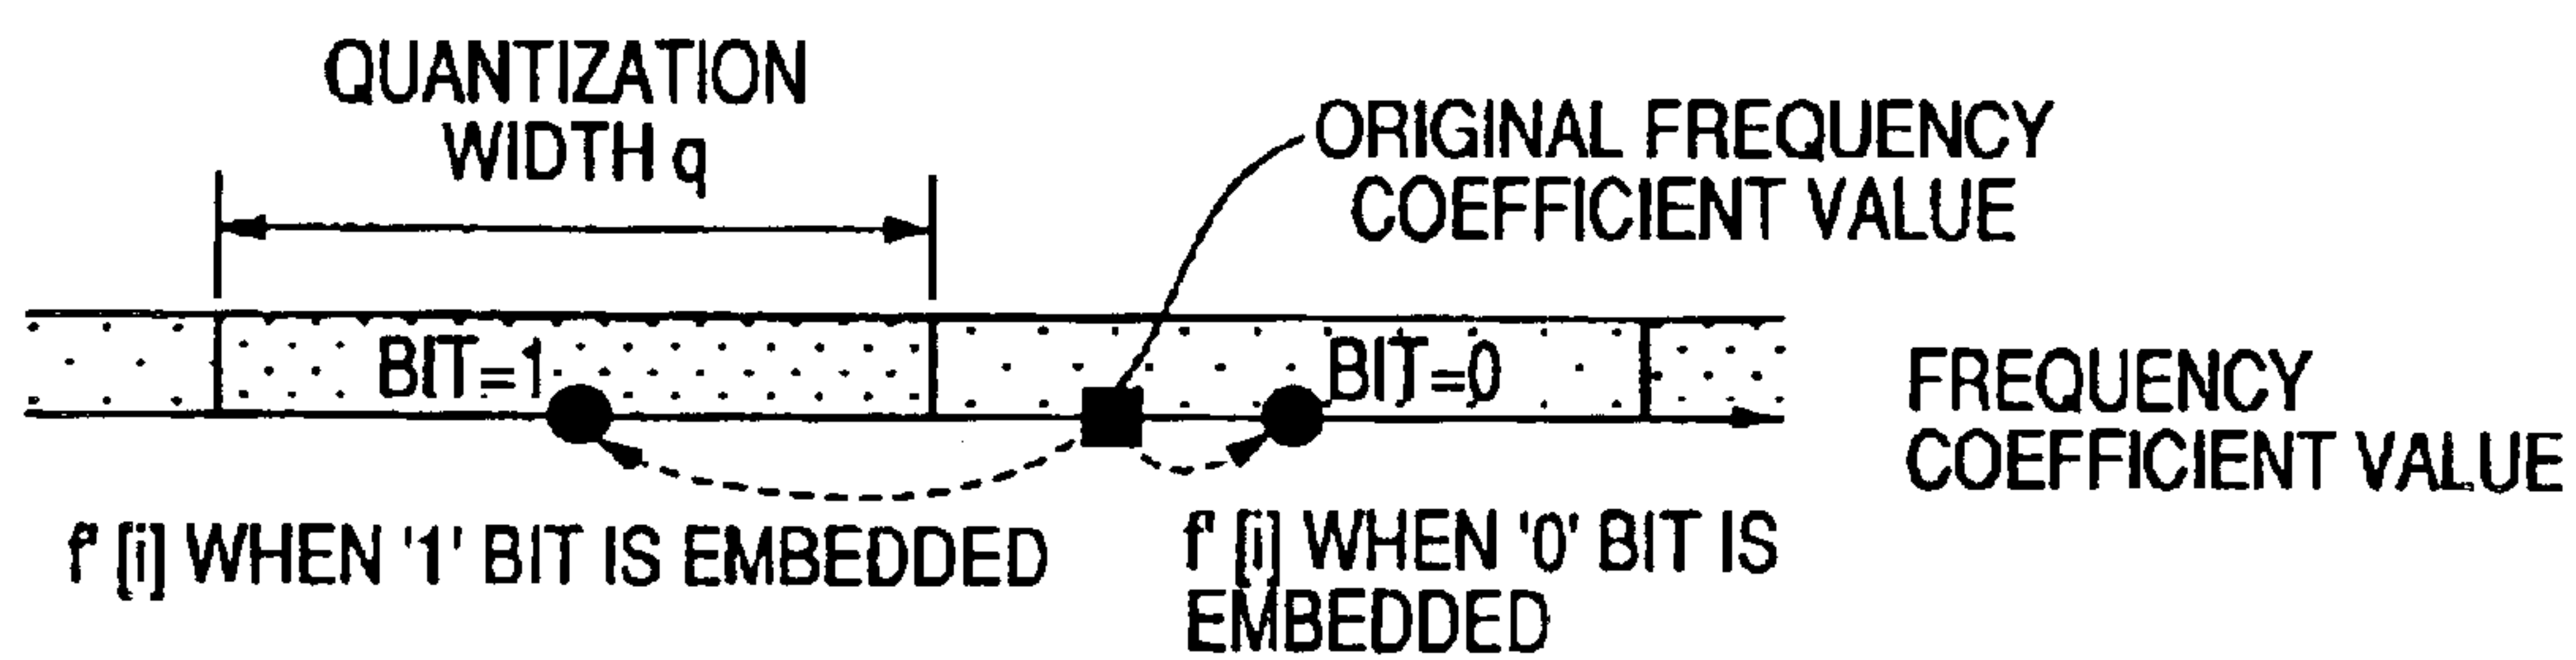 QUANTIZATION
WIDTH q
ORIGINAL FREQUENCY
COEFFICIENT VALUE
BIT=1
BIT=0
FREQUENCY
COEFFICIENT VALUE
f' [i] WHEN '1' BIT IS EMBEDDED
f' [i] WHEN '0' BIT IS
EMBEDDED